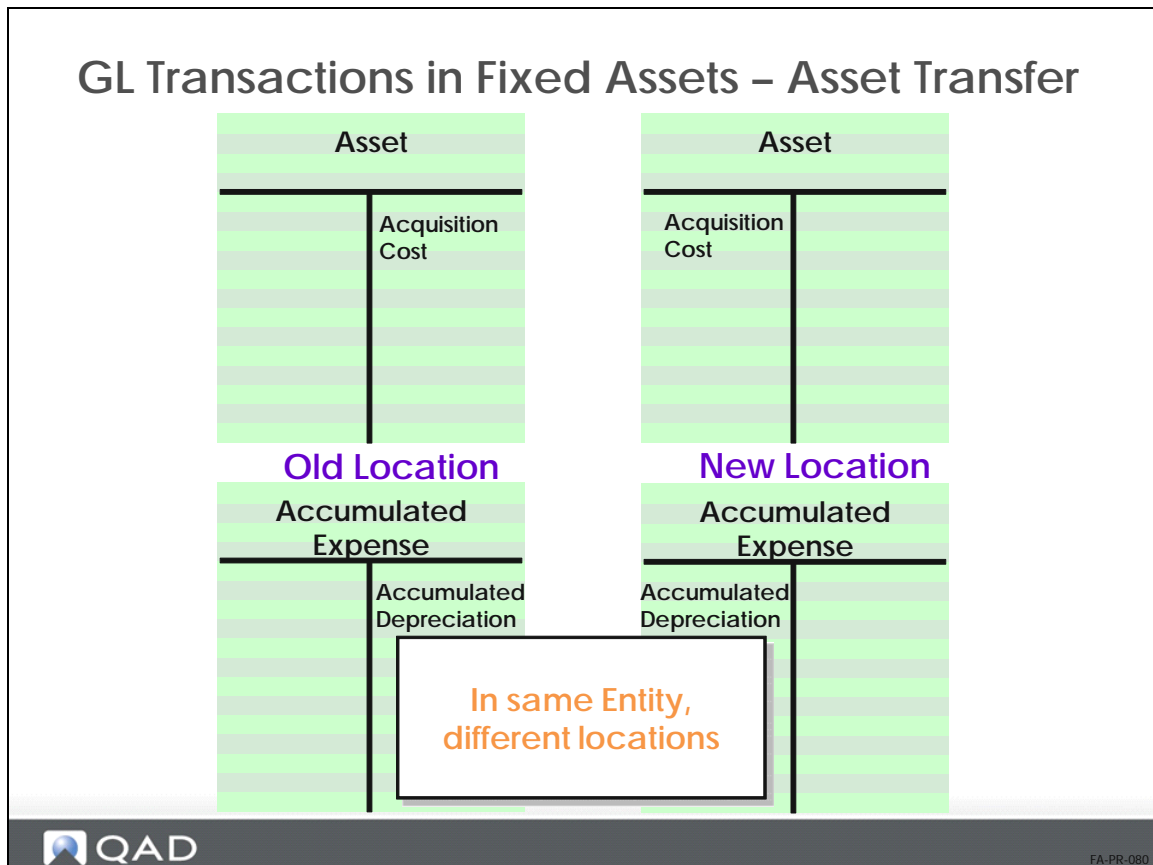 GL Transactions in Fixed Assets – Asset Transfer
Asset
Acquisition
Cost
Asset
Acquisition
Cost
Old Location
New Location
Accumulated
Expense
Accumulated
Depreciation
Accumulated
Expense
Accumulated
Depreciation
In same Entity,
different locations
QAD
FA-PR-080